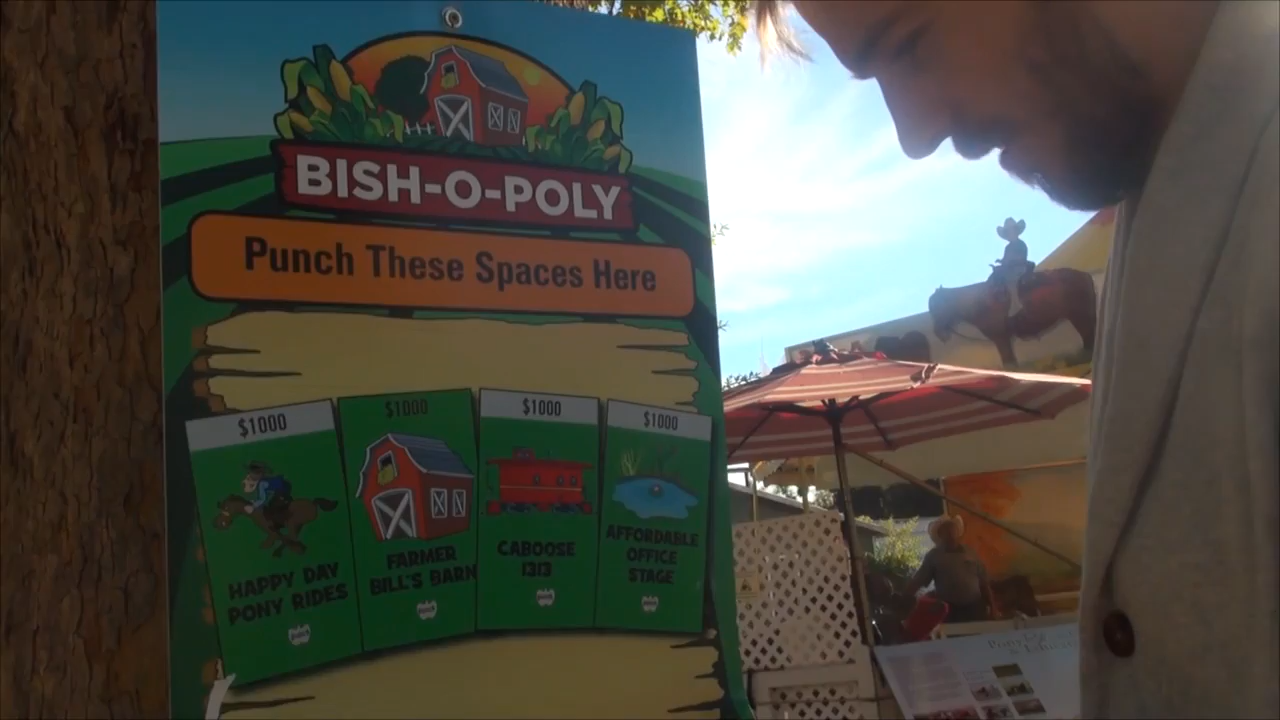 BISH-O-POLY
Punch These Spaces Here
$1000
HAPPY DAY
PONY RIDES
$1000
FARMER
BILL'S BARN
$1000
CABOOSE
1313
$1000
AFFORDABLE
OFFICE
STAGE